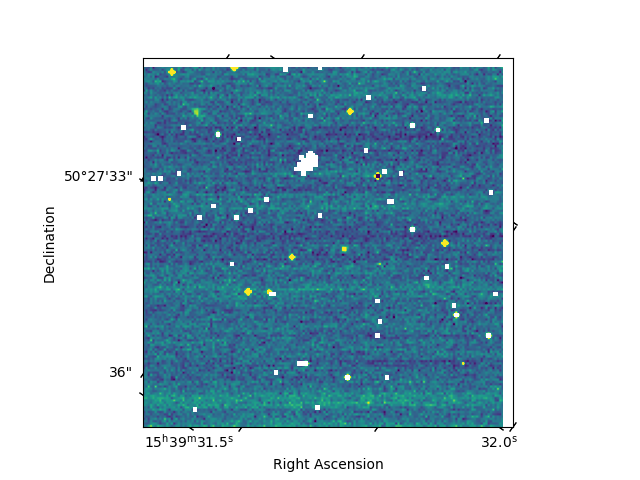 50°27'33"
Declination
36"
15ʰ39ᵐ31.5ˢ
32.0ˢ
Right Ascension